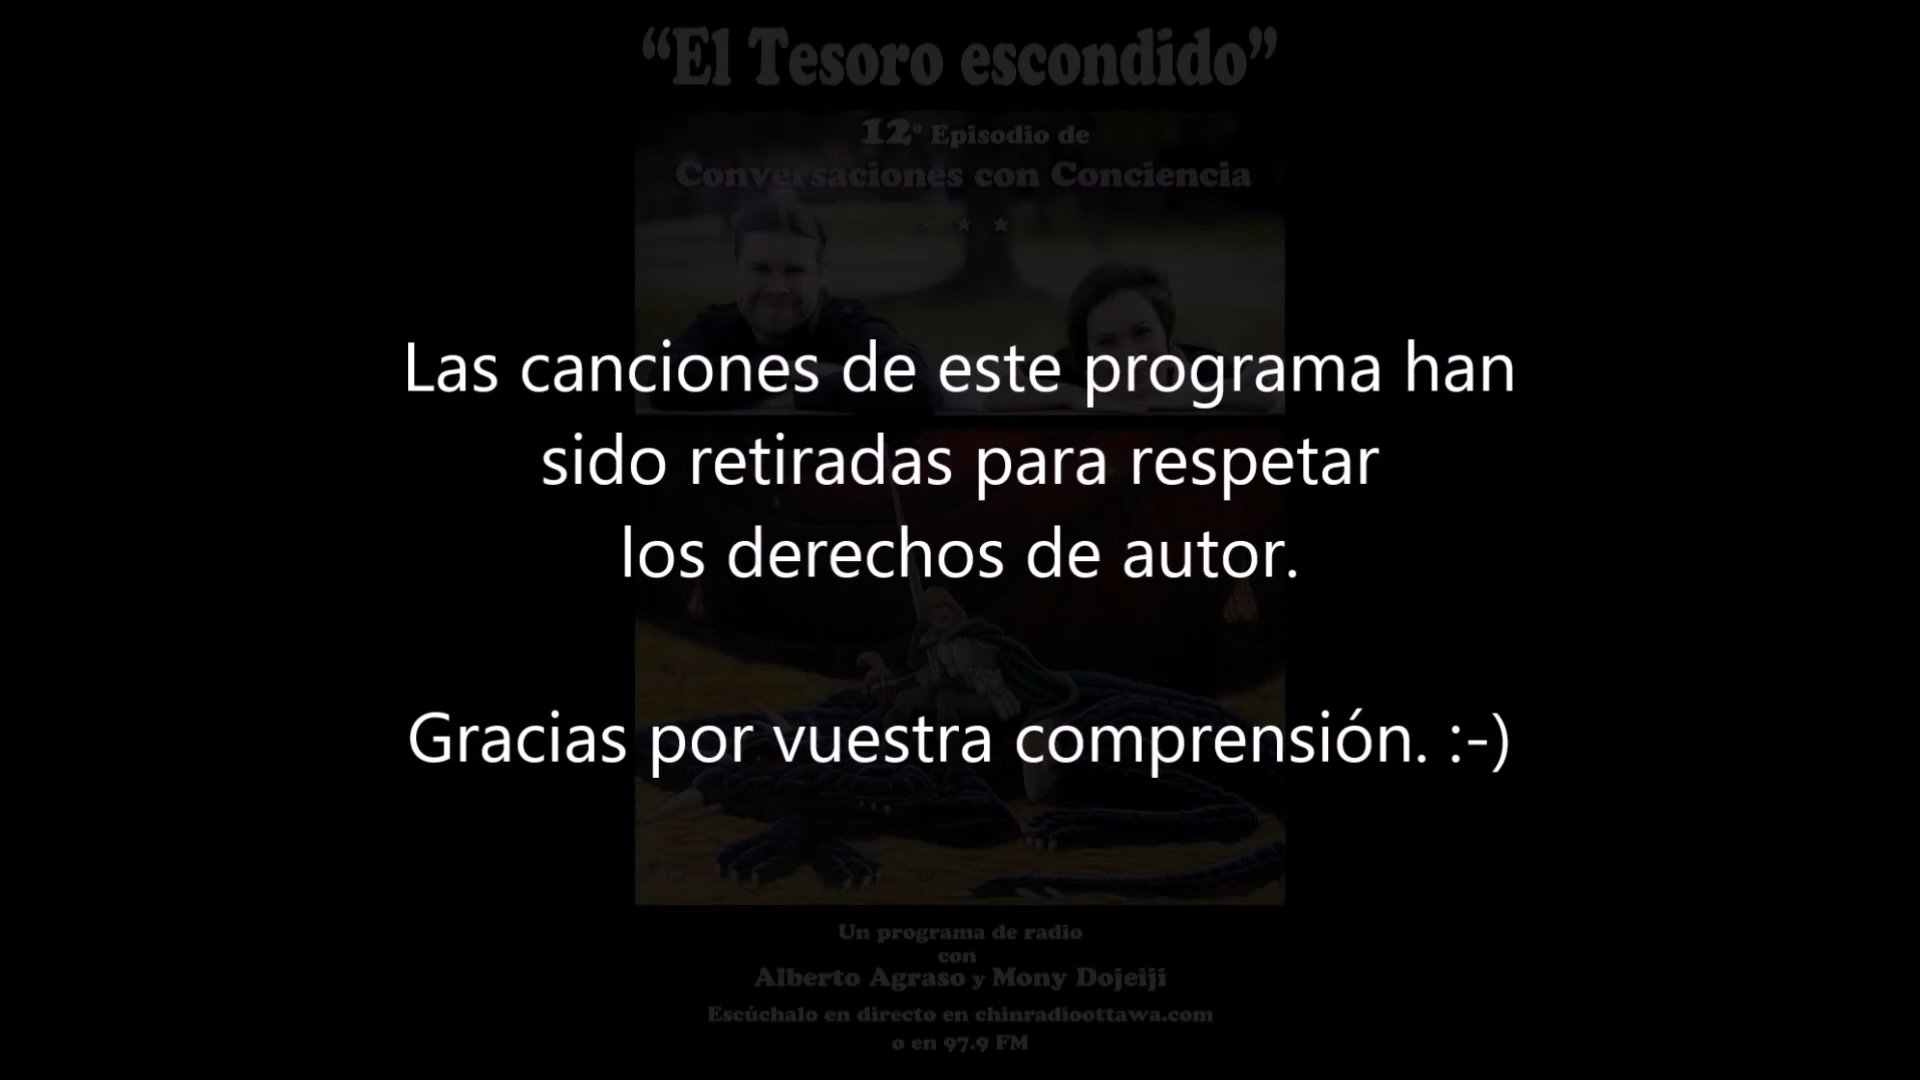 “El Tesoro escondido”
12º Episodio de
Conversaciones con Conciencia
* * *
Las canciones de este programa han
sido retiradas para respetar
los derechos de autor.
Gracias por vuestra comprensión. :-)
Un programa de radio
con
Alberto Agraso y Mony Dojeiji
Escúchalo en directo en chinradioottawa.com
o en 97.9 FM